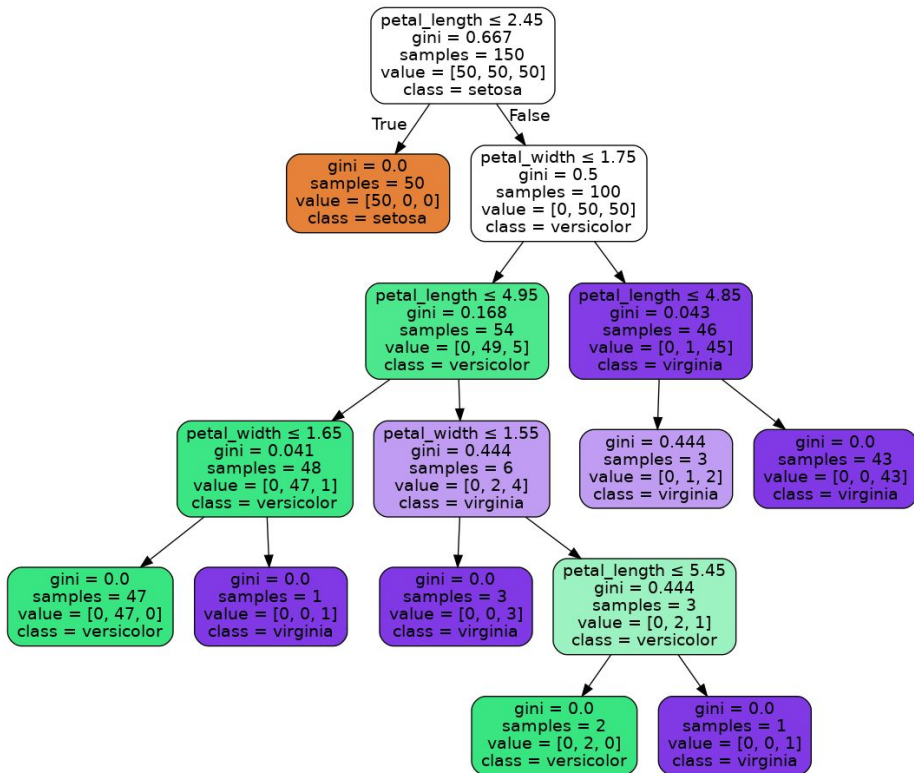 petal_length ≤ 2.45
gini = 0.667
samples = 150
value = [50, 50, 50]
class = setosa
True
False
gini = 0.0
samples = 50
value = [50, 0, 0]
class = setosa
petal_width ≤ 1.75
gini = 0.5
samples = 100
value = [0, 50, 50]
class = versicolor
petal_length ≤ 4.95
gini = 0.168
samples = 54
value = [0, 49, 5]
class = versicolor
petal_length ≤ 4.85
gini = 0.043
samples = 46
value = [0, 1, 45]
class = virginia
petal_width ≤ 1.65
gini = 0.041
samples = 48
value = [0, 47, 1]
class = versicolor
petal_width ≤ 1.55
gini = 0.444
samples = 6
value = [0, 2, 4]
class = virginia
gini = 0.444
samples = 3
value = [0, 1, 2]
class = virginia
gini = 0.0
samples = 43
value = [0, 0, 43]
class = virginia
gini = 0.0
samples = 47
value = [0, 47, 0]
class = versicolor
gini = 0.0
samples = 1
value = [0, 0, 1]
class = virginia
gini = 0.0
samples = 3
value = [0, 0, 3]
class = virginia
petal_length ≤ 5.45
gini = 0.444
samples = 3
value = [0, 2, 1]
class = versicolor
gini = 0.0
samples = 2
value = [0, 2, 0]
class = versicolor
gini = 0.0
samples = 1
value = [0, 0, 1]
class = virginia